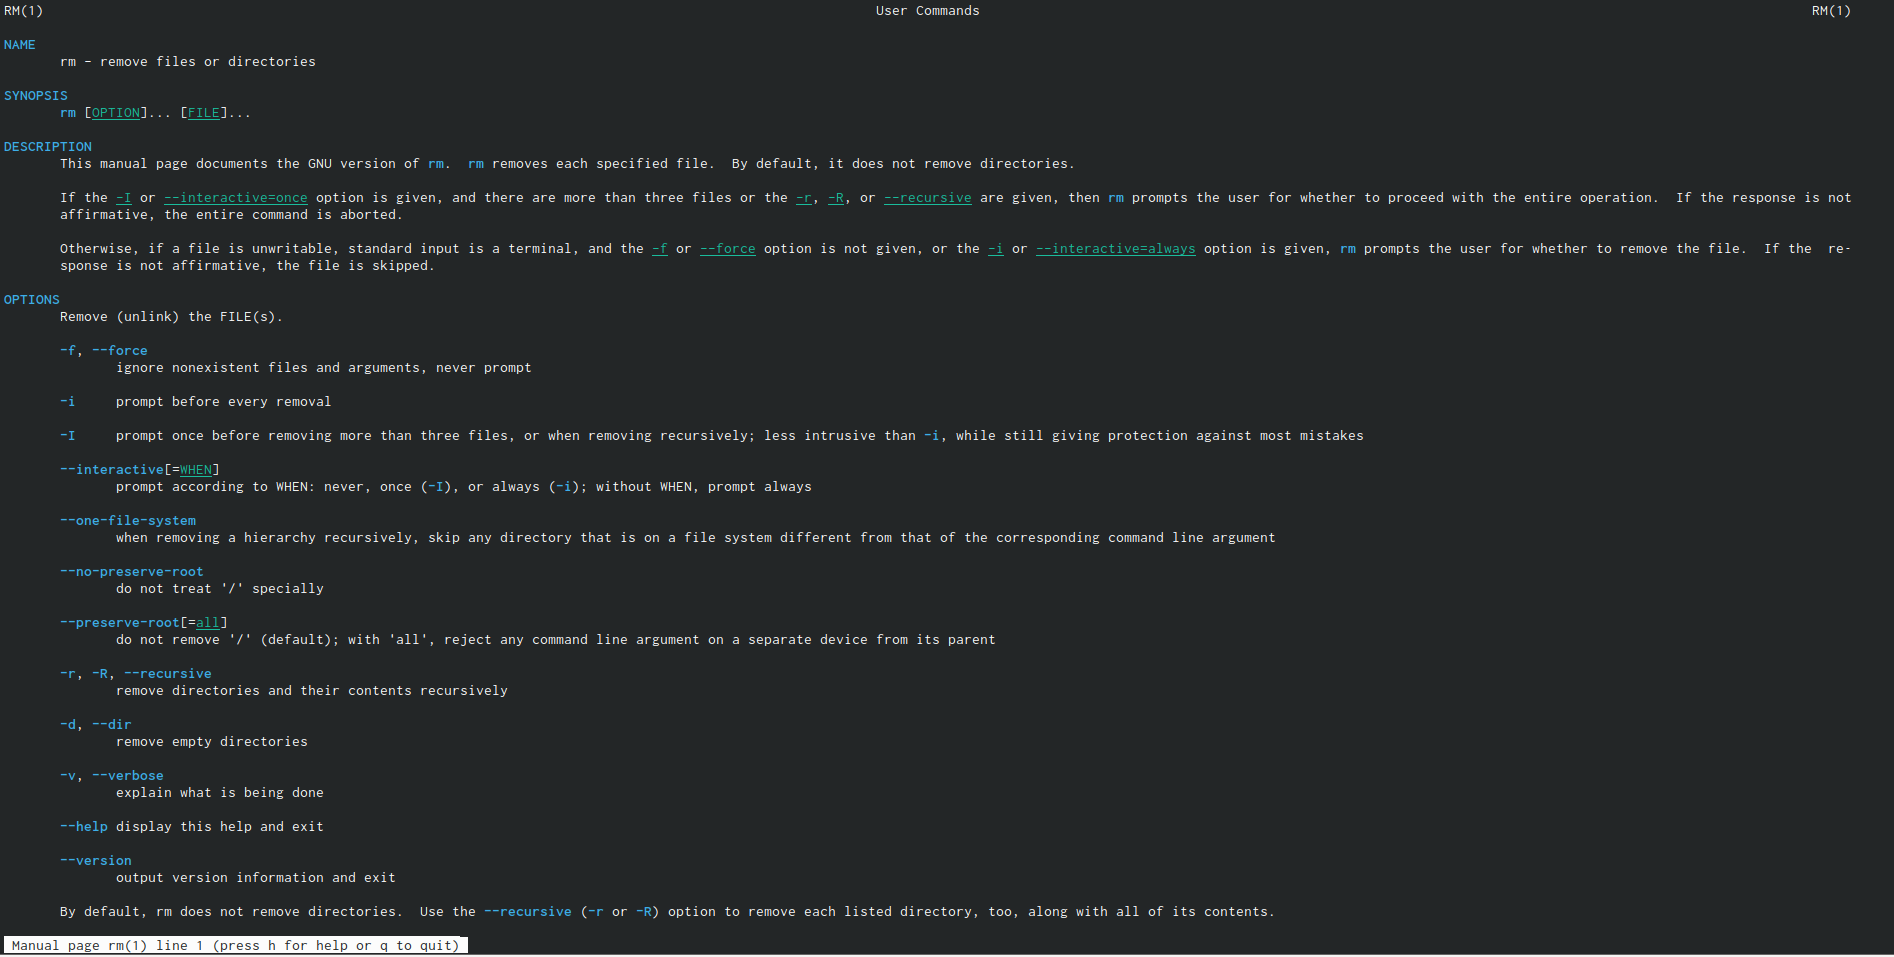 RM(1) User Commands RM(1)
NAME
rm - remove files or directories
SYNOPSIS
rm [OPTION]... [FILE]...
DESCRIPTION
This manual page documents the GNU version of rm.  rm removes each specified file.  By default, it does not remove directories.
If the -I or --interactive=once option is given, and there are more than three files or the -r, -R, or --recursive are given, then rm prompts the user for whether to proceed with the entire operation.  If the response is not
affirmative, the entire command is aborted.
Otherwise, if a file is unwritable, standard input is a terminal, and the -f or --force option is not given, or the -i or --interactive=always option is given, rm prompts the user for whether to remove the file.  If the  re-
sponse is not affirmative, the file is skipped.
OPTIONS
Remove (unlink) the FILE(s).
-f, --force
ignore nonexistent files and arguments, never prompt
-i     prompt before every removal
-I     prompt once before removing more than three files, or when removing recursively; less intrusive than -i, while still giving protection against most mistakes
--interactive[=WHEN]
prompt according to WHEN: never, once (-I), or always (-i); without WHEN, prompt always
--one-file-system
when removing a hierarchy recursively, skip any directory that is on a file system different from that of the corresponding command line argument
--no-preserve-root
do not treat '/' specially
--preserve-root[=all]
do not remove '/' (default); with 'all', reject any command line argument on a separate device from its parent
-r, -R, --recursive
remove directories and their contents recursively
-d, --dir
remove empty directories
-v, --verbose
explain what is being done
--help display this help and exit
--version
output version information and exit
By default, rm does not remove directories.  Use the --recursive (-r or -R) option to remove each listed directory, too, along with all of its contents.
Manual page rm(1) line 1 (press h for help or q to quit)